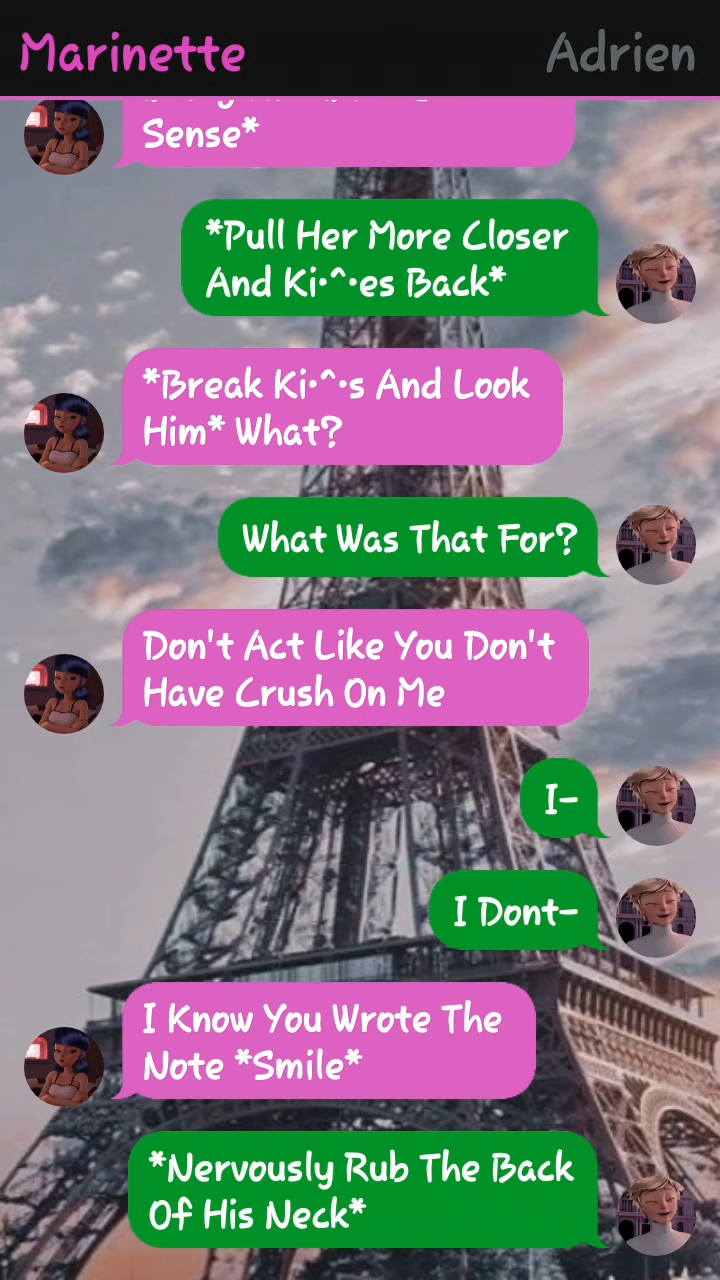 Marinette
Adrien
Sense*
*Pull Her More Closer
And Ki•^•es Back*
*Break Ki•^•s And Look
Him* What?
What Was That For?
Don't Act Like You Don't
Have Crush On Me
I-
I Dont-
I Know You Wrote The
Note *Smile*
*Nervously Rub The Back
Of His Neck*